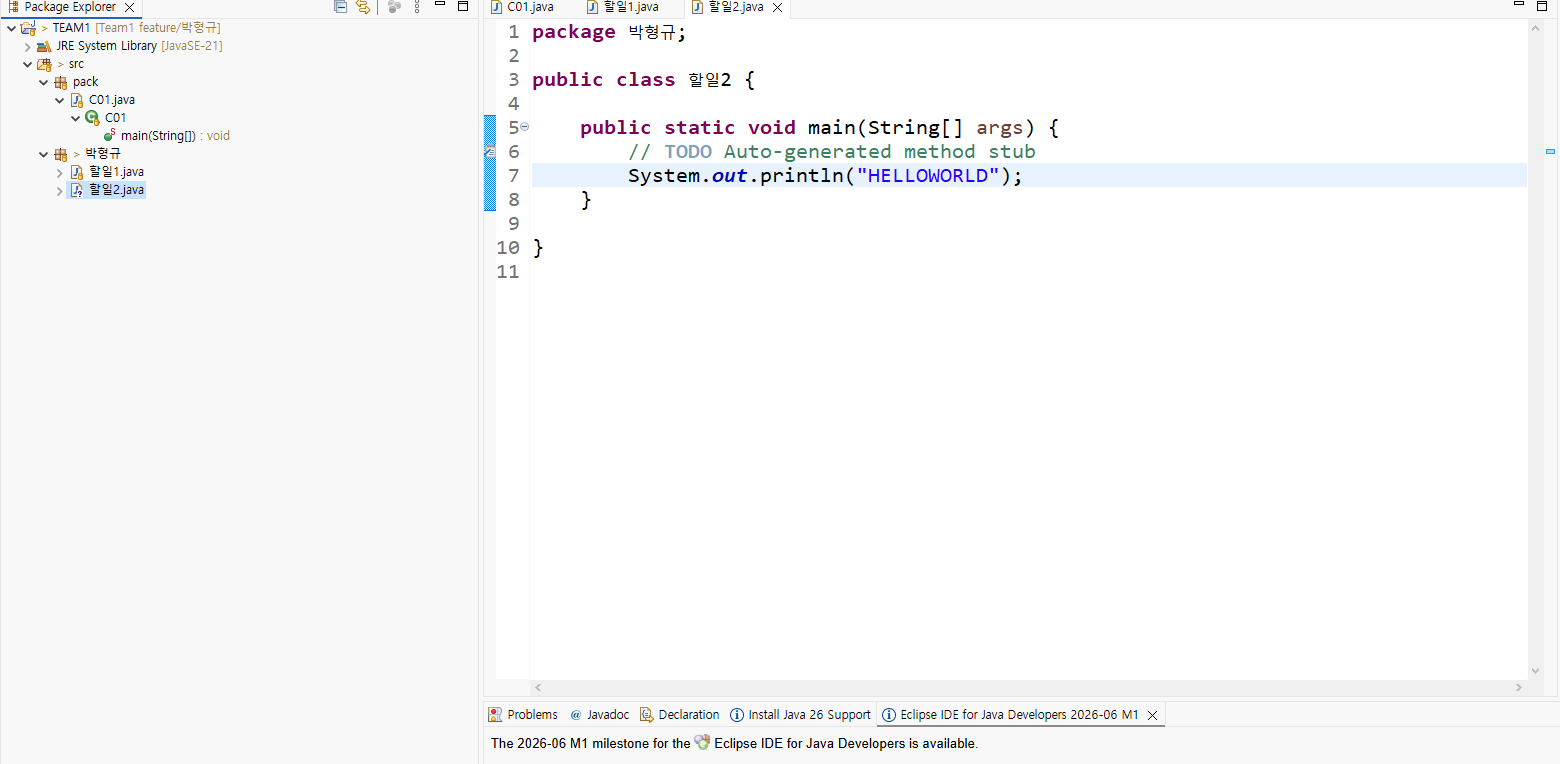 Package Explorer
> TEAM1 [Team1 feature/박형규]
JRE System Library [JavaSE-21]
> src
pack
C01.java
C01
main(String[]) : void
> 박형규
할일1.java
할일2.java
C01.java
할일1.java
할일2.java
1 package 박형규;
2
3 public class 할일2 {
4
5 public static void main(String[] args) {
6 // TODO Auto-generated method stub
7 System.out.println("HELLOWORLD");
8 }
9
10 }
11
Problems @ Javadoc Declaration Install Java 26 Support Eclipse IDE for Java Developers 2026-06 M1
The 2026-06 M1 milestone for the Eclipse IDE for Java Developers is available.